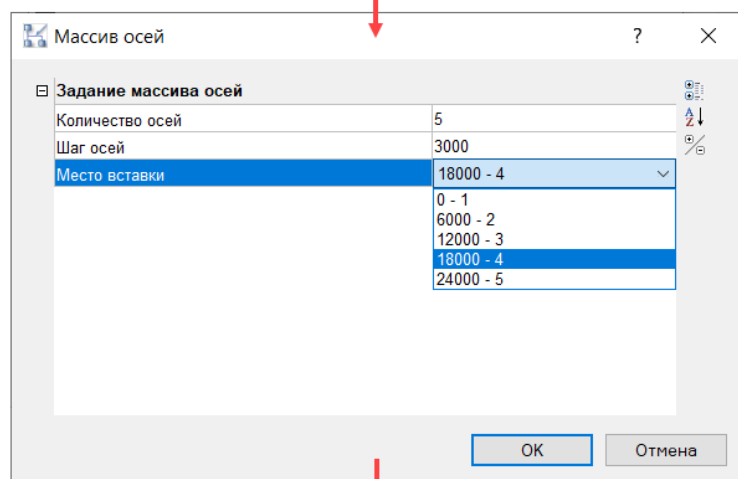 Массив осей ?
Задание массива осей
Количество осей 5
Шаг осей 3000
Место вставки 18000 - 4
0 - 1
6000 - 2
12000 - 3
18000 - 4
24000 - 5
A
Z
OK Отмена